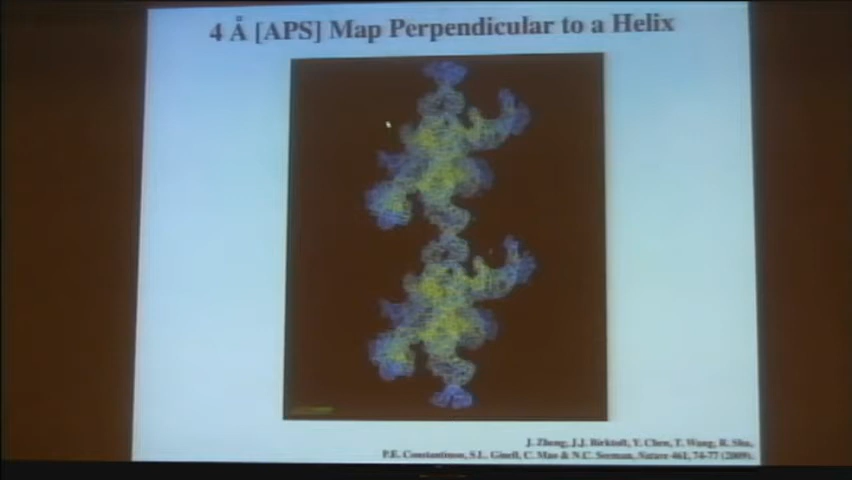 4 Å [APS] Map Perpendicular to a Helix
J. Zheng, J.J. Birktoft, Y. Chen, T. Wang, R. Sha,
P.E. Constantinou, S.L. Ginell, C. Mao & N.C. Seeman, Nature 461, 74-77 (2009).